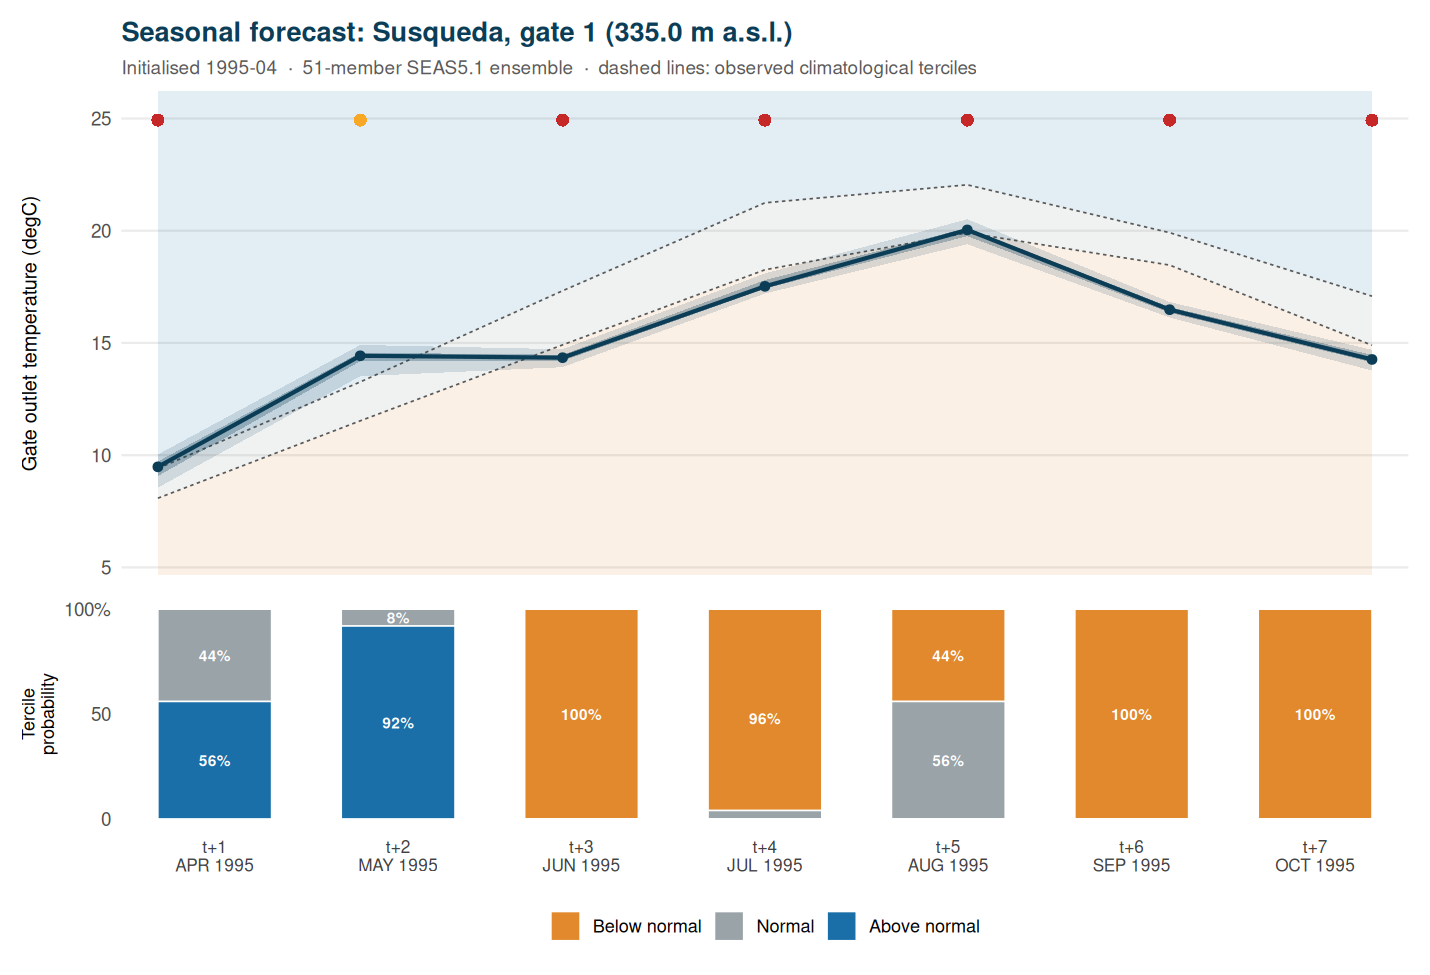 Seasonal forecast: Susqueda, gate 1 (335.0 m a.s.l.)
Initialised 1995-04 · 51-member SEAS5.1 ensemble · dashed lines: observed climatological terciles
Gate outlet temperature (degC)
25
20
15
10
5
Tercile
probability
100%
50
0
44%
56%
8%
92%
100%
96%
44%
56%
100%
100%
t+1
APR 1995
t+2
MAY 1995
t+3
JUN 1995
t+4
JUL 1995
t+5
AUG 1995
t+6
SEP 1995
t+7
OCT 1995
Below normal
Normal
Above normal